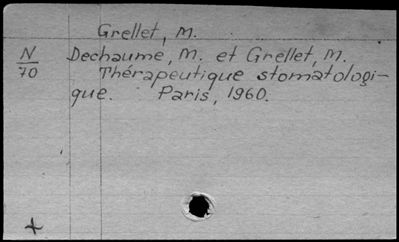 Grellet, M.
N
70
Dechaume, M. et Grellet, M.
Thérapeutique stomatologi-
que. Paris, 1960.
+